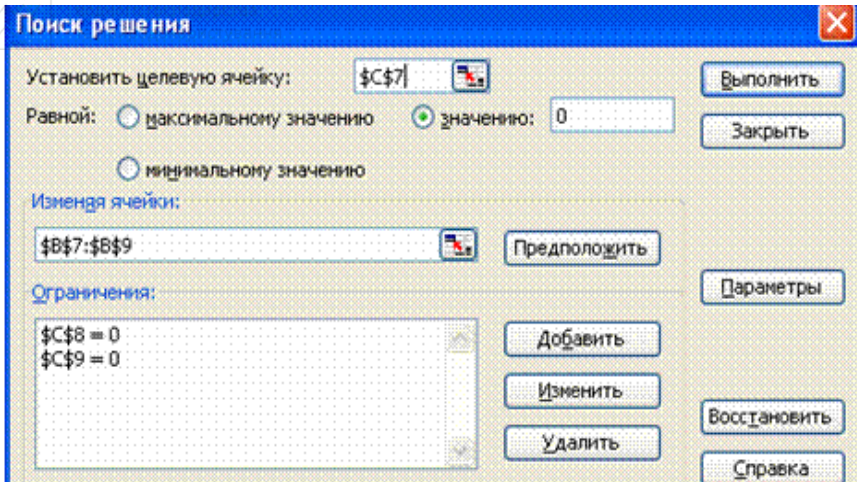 Поиск решения
Установить целевую ячейку: $C$7
Выполнить
Равной: максимальному значению значению: 0
Закрыть
минимальному значению
Изменяя ячейки:
$B$7:$B$9
Предположить
Ограничения:
Параметры
$C$8 = 0
$C$9 = 0
Добавить
Изменить
Удалить
Восстановить
Справка